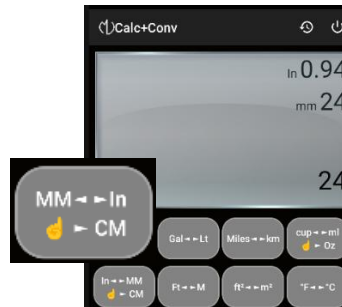 Calc+Conv
In 0.94
mm 24
24
MM◄►In
☝►CM
Gal◄►Lt
Miles◄►km
cup◄►ml
☝►Oz
In◄►MM
☝►CM
Ft◄►M
ft²◄►m²
°F◄►°C